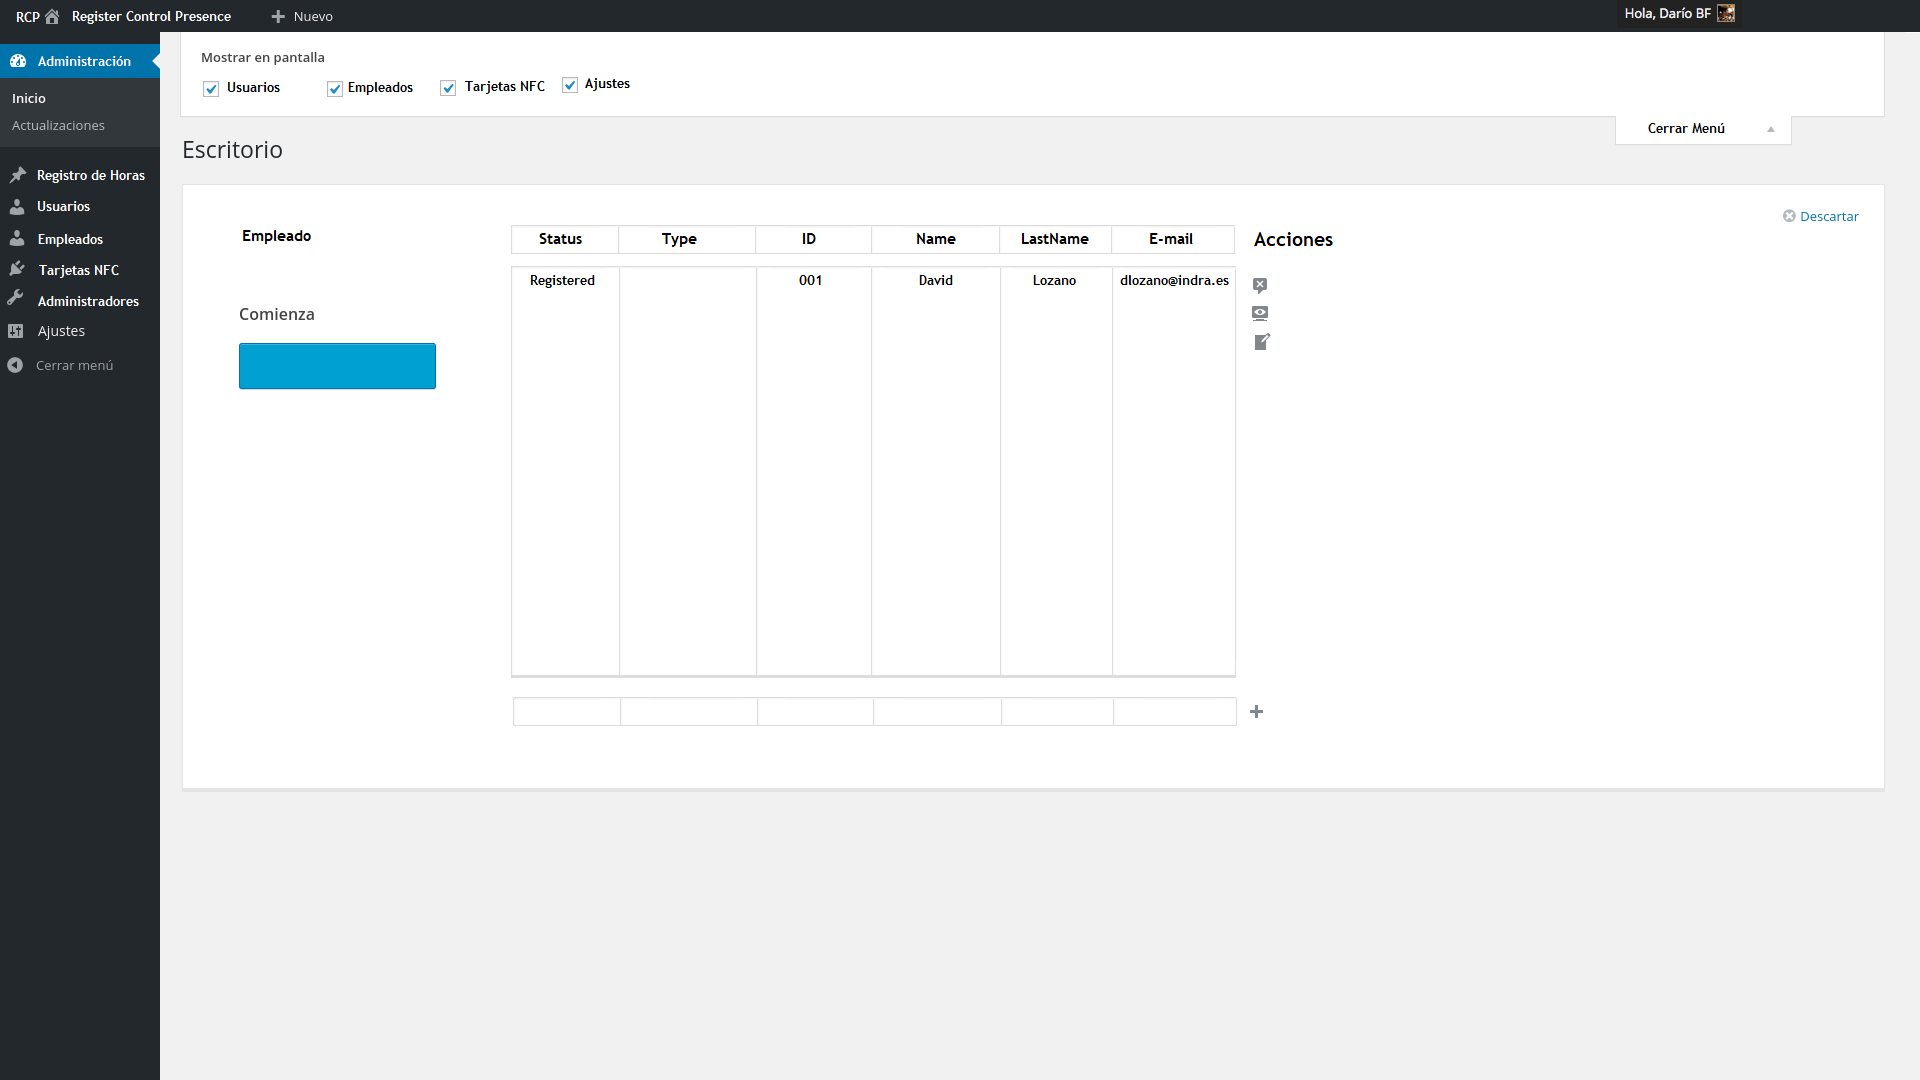 RCP Register Control Presence Nuevo Hola, Darío BF
Administración
Inicio
Actualizaciones
Registro de Horas
Usuarios
Empleados
Tarjetas NFC
Administradores
Ajustes
Cerrar menú
Mostrar en pantalla
Usuarios Empleados Tarjetas NFC Ajustes
Cerrar Menú
Escritorio
Descartar
Empleado
Status Type ID Name LastName E-mail Acciones
Registered 001 David Lozano dlozano@indra.es
Comienza